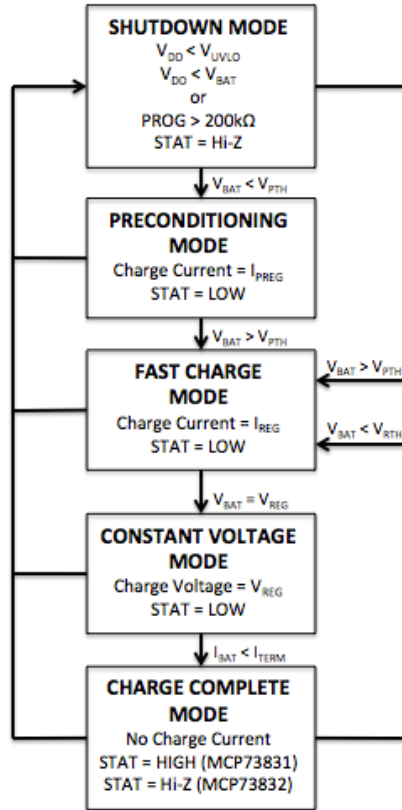 SHUTDOWN MODE
V_DD < V_UVLO
V_DD < V_BAT
or
PROG > 200kΩ
STAT = Hi-Z
V_BAT < V_PTH
PRECONDITIONING
MODE
Charge Current = I_PREG
STAT = LOW
V_BAT > V_PTH
FAST CHARGE
MODE
Charge Current = I_REG
STAT = LOW
V_BAT > V_PTH
V_BAT < V_RTH
V_BAT = V_REG
CONSTANT VOLTAGE
MODE
Charge Voltage = V_REG
STAT = LOW
I_BAT < I_TERM
CHARGE COMPLETE
MODE
No Charge Current
STAT = HIGH (MCP73831)
STAT = Hi-Z (MCP73832)